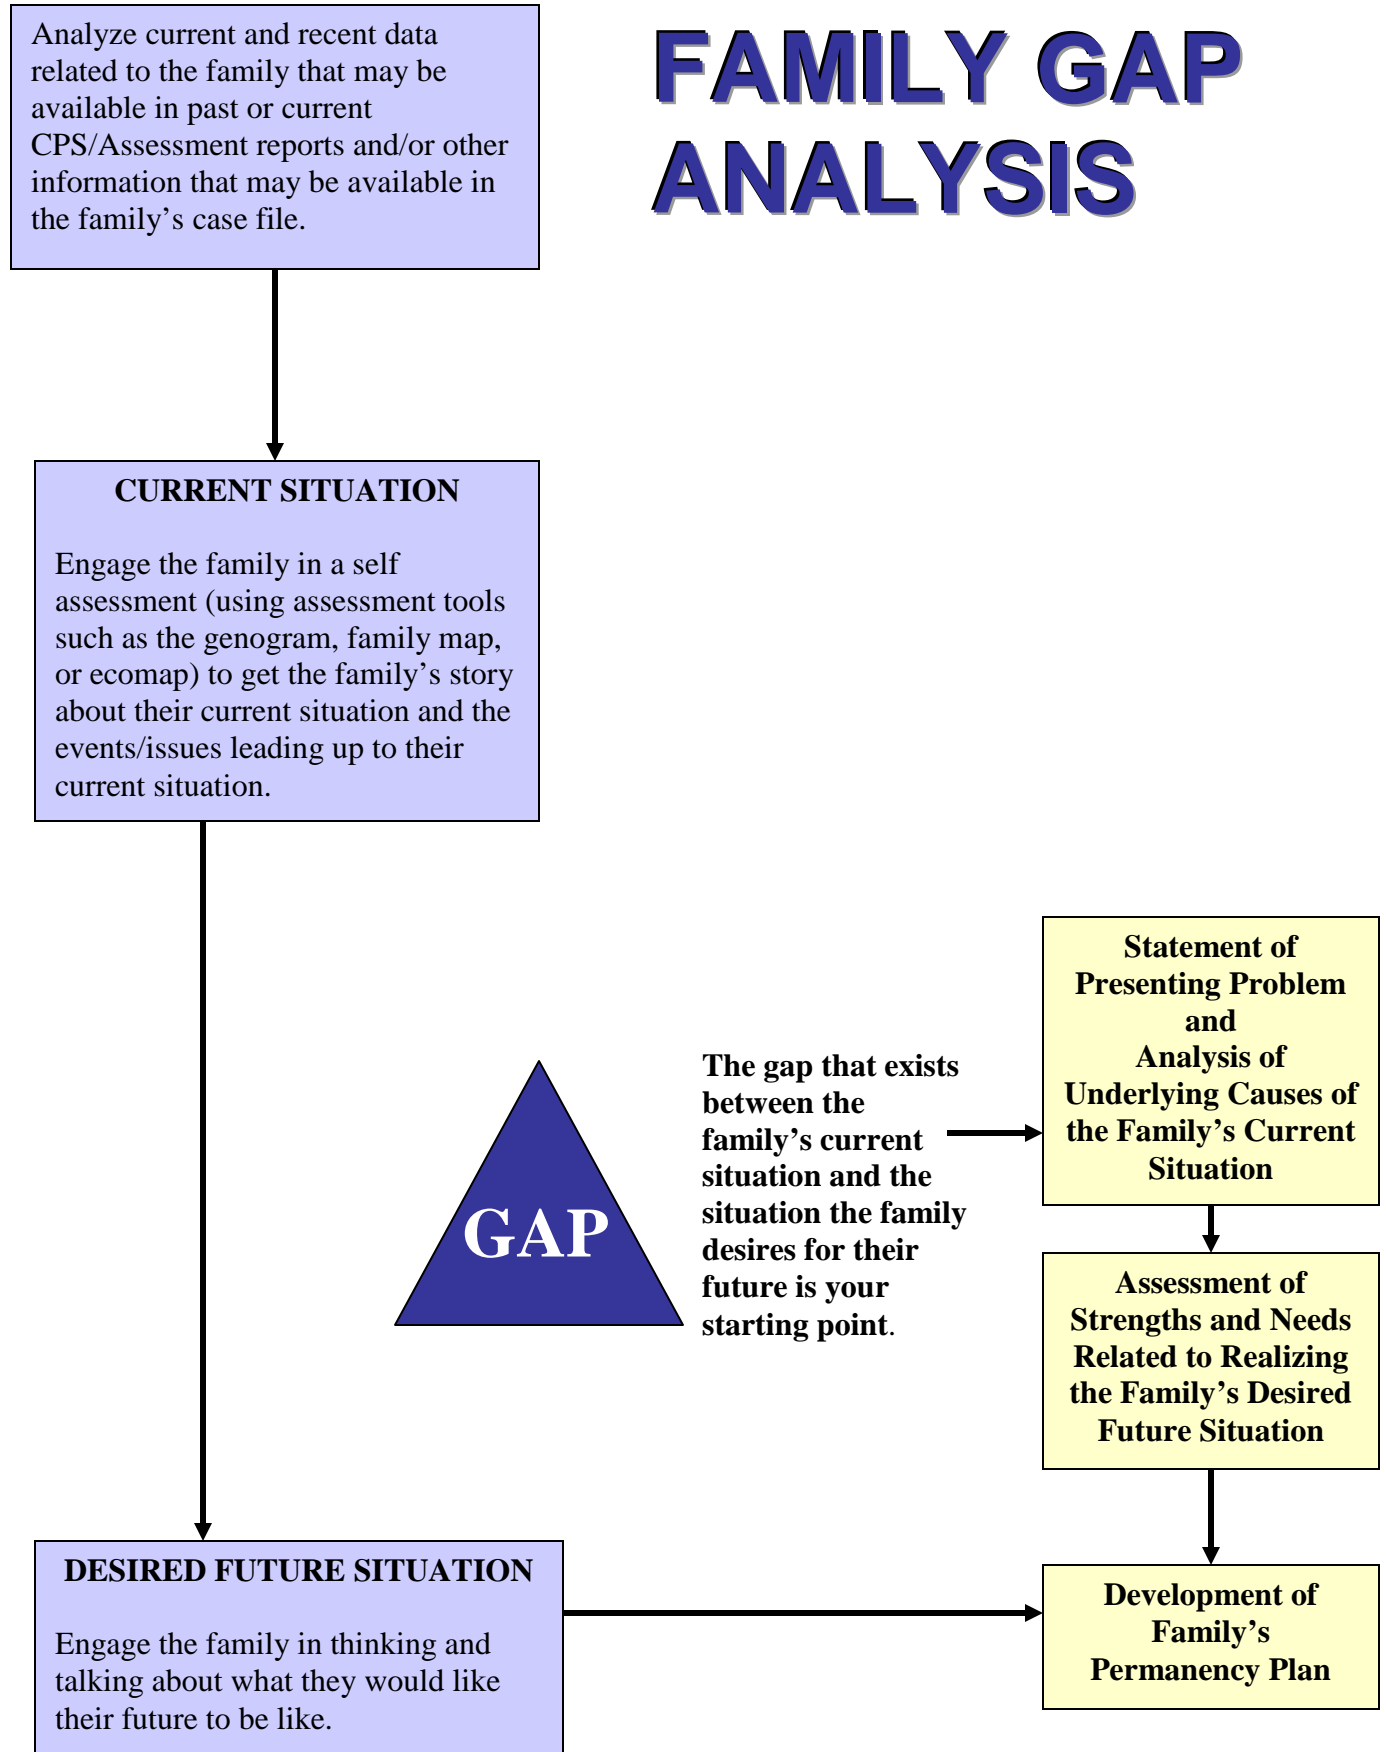 Analyze current and recent data
related to the family that may be
available in past or current
CPS/Assessment reports and/or other
information that may be available in
the family’s case file.
FAMILY GAP
ANALYSIS
CURRENT SITUATION
Engage the family in a self
assessment (using assessment tools
such as the genogram, family map,
or ecomap) to get the family’s story
about their current situation and the
events/issues leading up to their
current situation.
GAP
The gap that exists
between the
family’s current
situation and the
situation the family
desires for their
future is your
starting point.
Statement of
Presenting Problem
and
Analysis of
Underlying Causes of
the Family’s Current
Situation
Assessment of
Strengths and Needs
Related to Realizing
the Family’s Desired
Future Situation
DESIRED FUTURE SITUATION
Engage the family in thinking and
talking about what they would like
their future to be like.
Development of
Family’s
Permanency Plan